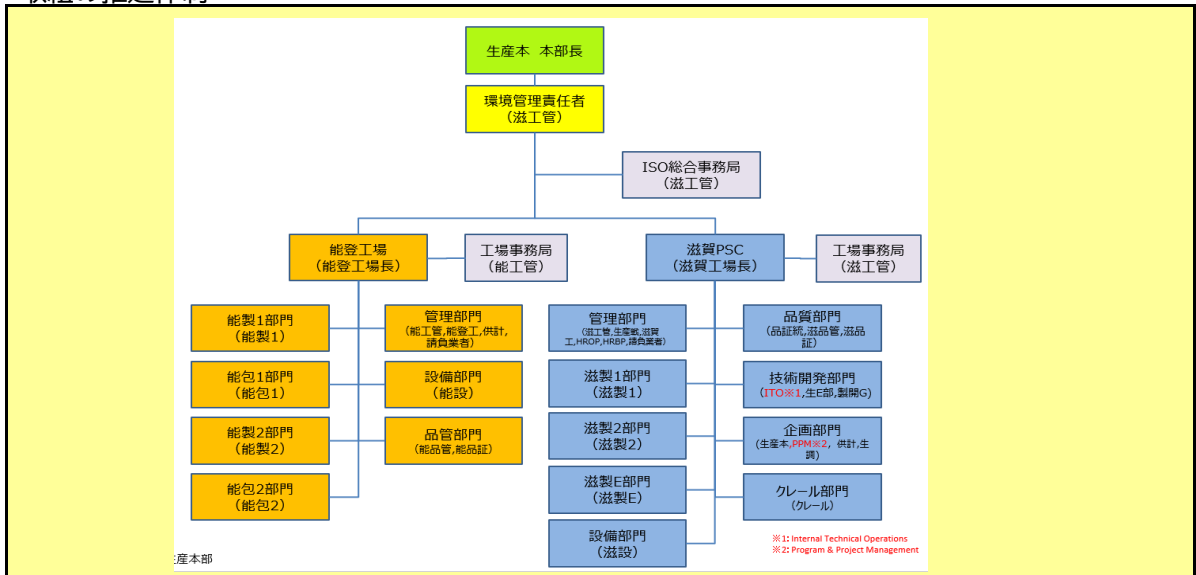 生産本 本部長
環境管理責任者
(滋工管)
ISO総合事務局
(滋工管)
能登工場
(能登工場長)
工場事務局
(能工管)
滋賀PSC
(滋賀工場長)
工場事務局
(滋工管)
能製1部門
(能製1)
管理部門
(能工管,能登工,供計,
請負業者)
能包1部門
(能包1)
設備部門
(能設)
能製2部門
(能製2)
品管部門
(能品管,能品証)
能包2部門
(能包2)
管理部門
(滋工管,生産戦,滋賀
工,HROP,HRBP,請負業者)
品質部門
(品証統,滋品管,滋品
証)
滋製1部門
(滋製1)
技術開発部門
(ITO※1,生E部,製開G)
滋製2部門
(滋製2)
企画部門
(生産本,PPM※2, 供計,生
調)
滋製E部門
(滋製E)
クレール部門
(クレール)
設備部門
(滋設)
※1: Internal Technical Operations
※2: Program & Project Management
産本部